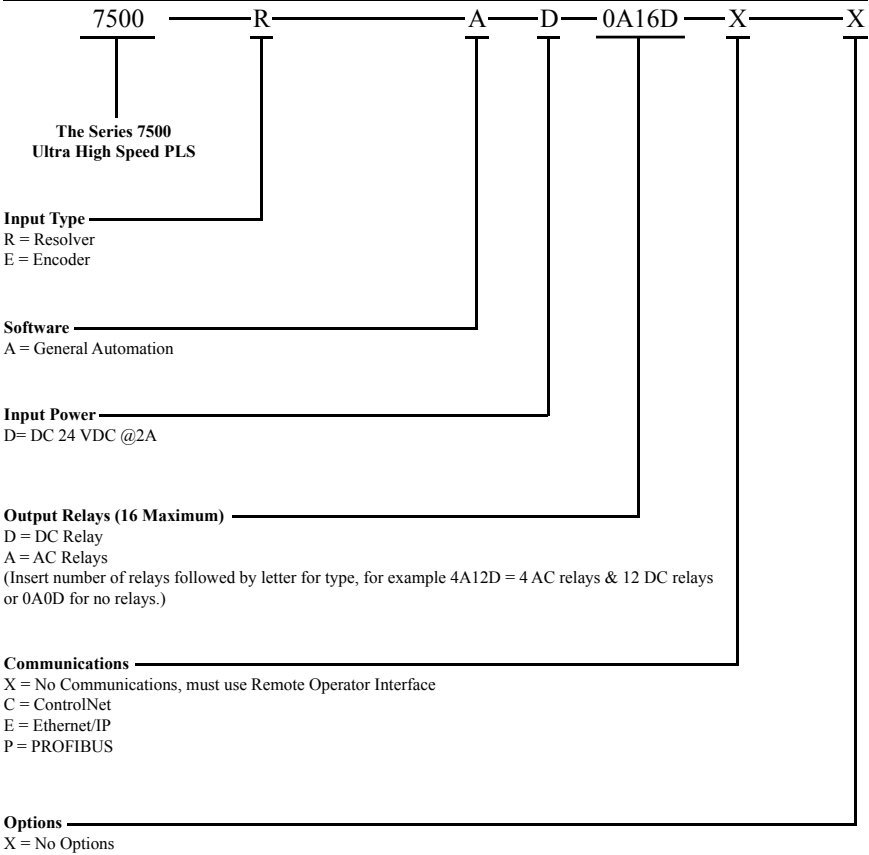 7500 R A D 0A16D X X
The Series 7500
Ultra High Speed PLS
Input Type
R = Resolver
E = Encoder
Software
A = General Automation
Input Power
D= DC 24 VDC @2A
Output Relays (16 Maximum)
D = DC Relay
A = AC Relays
(Insert number of relays followed by letter for type, for example 4A12D = 4 AC relays & 12 DC relays
or 0A0D for no relays.)
Communications
X = No Communications, must use Remote Operator Interface
C = ControlNet
E = Ethernet/IP
P = PROFIBUS
Options
X = No Options